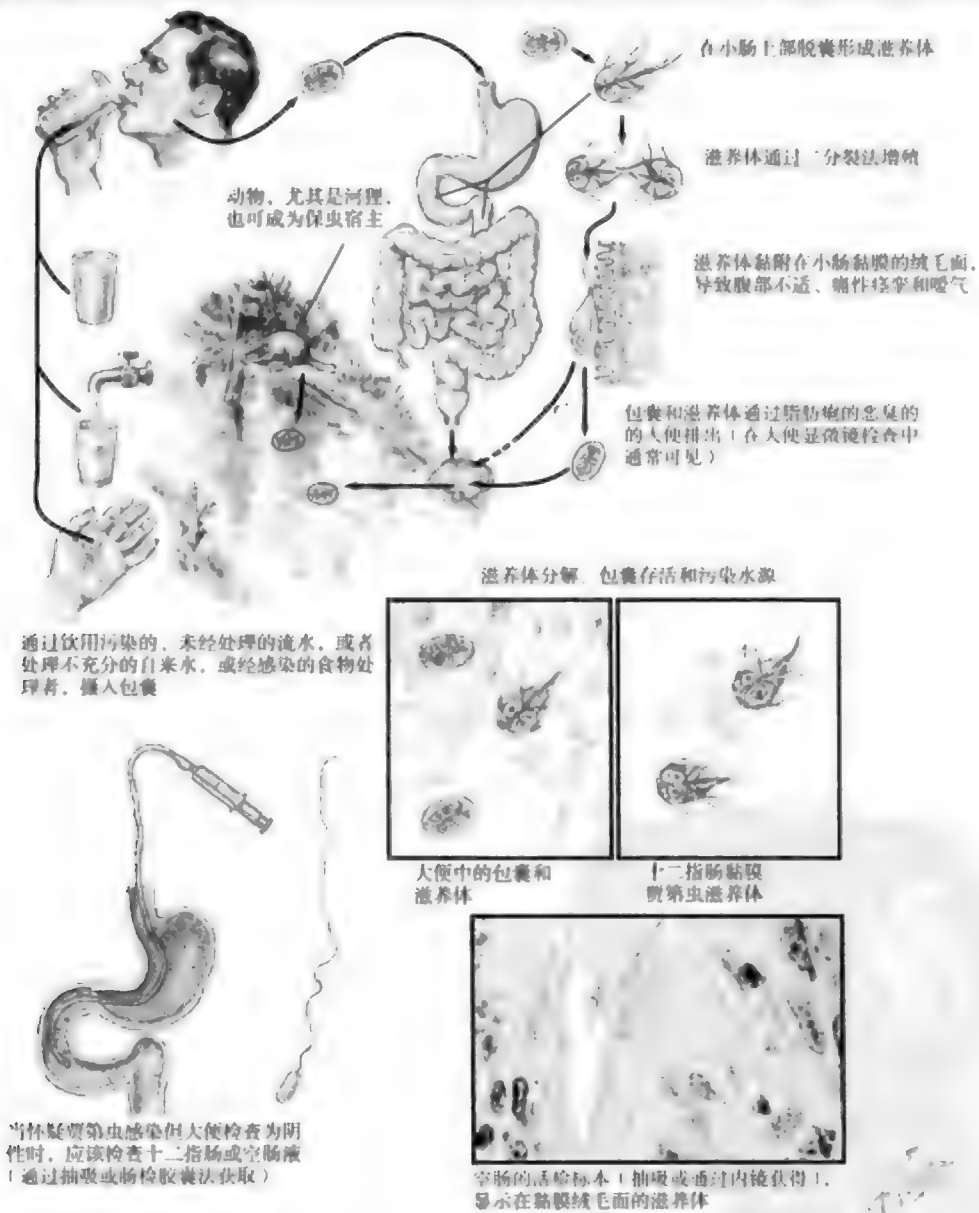 在小肠上部脱囊形成滋养体
滋养体通过二分裂法增殖
动物，尤其是河狸，
也可成为保虫宿主
滋养体黏附在小肠黏膜的绒毛面，
导致腹部不适、痛性痉挛和嗳气
包囊和滋养体通过脂肪痢的恶臭的
的大便排出（在大便显微镜检查中
通常可见）
滋养体分解，包囊存活和污染水源
通过饮用污染的，未经处理的流水，或者
处理不充分的自来水，或经感染的食物处
理者，摄入包囊
大便中的包囊和
滋养体
十二指肠黏膜
贾第虫滋养体
当怀疑贾第虫感染但大便检查为阴
性时，应该检查十二指肠或空肠液
（通过抽吸或肠检胶囊法获取）
空肠的活检标本（抽吸或通过内镜获得），
显示在黏膜绒毛面的滋养体